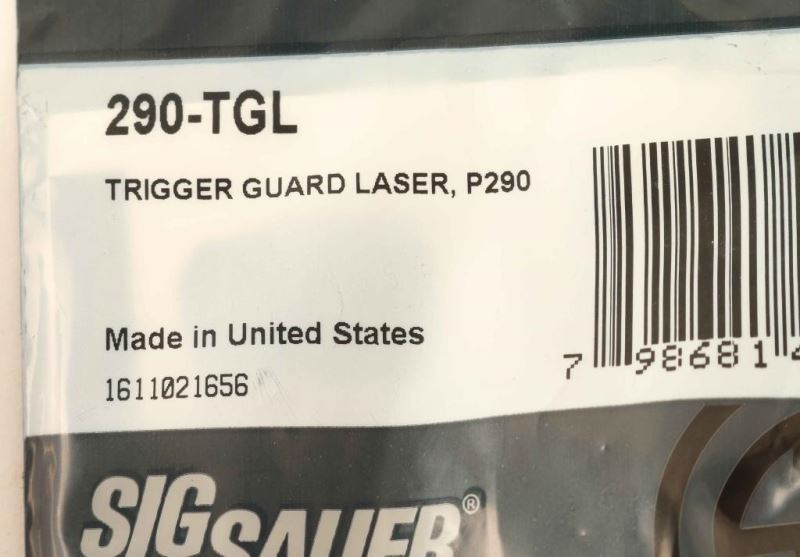 290-TGL
TRIGGER GUARD LASER, P290
Made in United States
1611021656
7 98681
SIG SAUER®